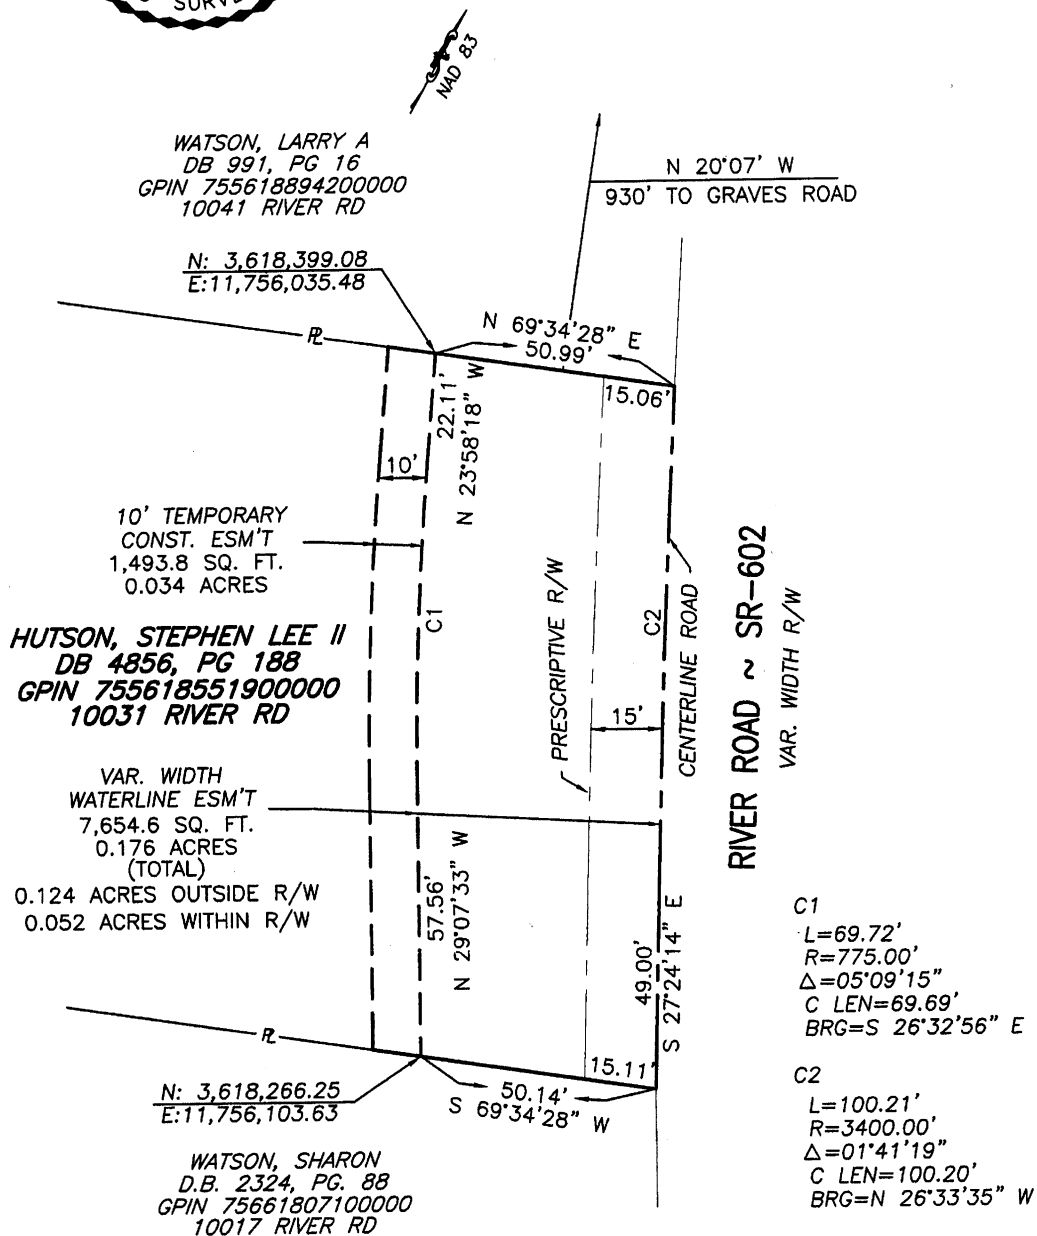 SURVE
NAD 83
WATSON, LARRY A
DB 991, PG 16
GPIN 755618894200000
10041 RIVER RD
N 20°07' W
930' TO GRAVES ROAD
N: 3,618,399.08
E:11,756,035.48
PL
N 69°34'28" E
50.99'
15.06'
22.11'
N 23°58'18" W
10'
10' TEMPORARY
CONST. ESM'T
1,493.8 SQ. FT.
0.034 ACRES
HUTSON, STEPHEN LEE II
DB 4856, PG 188
GPIN 755618551900000
10031 RIVER RD
C1
PRESCRIPTIVE R/W
C2
CENTERLINE ROAD
RIVER ROAD ~ SR-602
VAR. WIDTH R/W
15'
VAR. WIDTH
WATERLINE ESM'T
7,654.6 SQ. FT.
0.176 ACRES
(TOTAL)
0.124 ACRES OUTSIDE R/W
0.052 ACRES WITHIN R/W
57.56'
N 29°07'33" W
49.00'
S 27°24'14" E
C1
L=69.72'
R=775.00'
Δ=05°09'15"
C LEN=69.69'
BRG=S 26°32'56" E
PL
15.11'
50.14'
S 69°34'28" W
N: 3,618,266.25
E:11,756,103.63
C2
L=100.21'
R=3400.00'
Δ=01°41'19"
C LEN=100.20'
BRG=N 26°33'35" W
WATSON, SHARON
D.B. 2324, PG. 88
GPIN 75661807100000
10017 RIVER RD